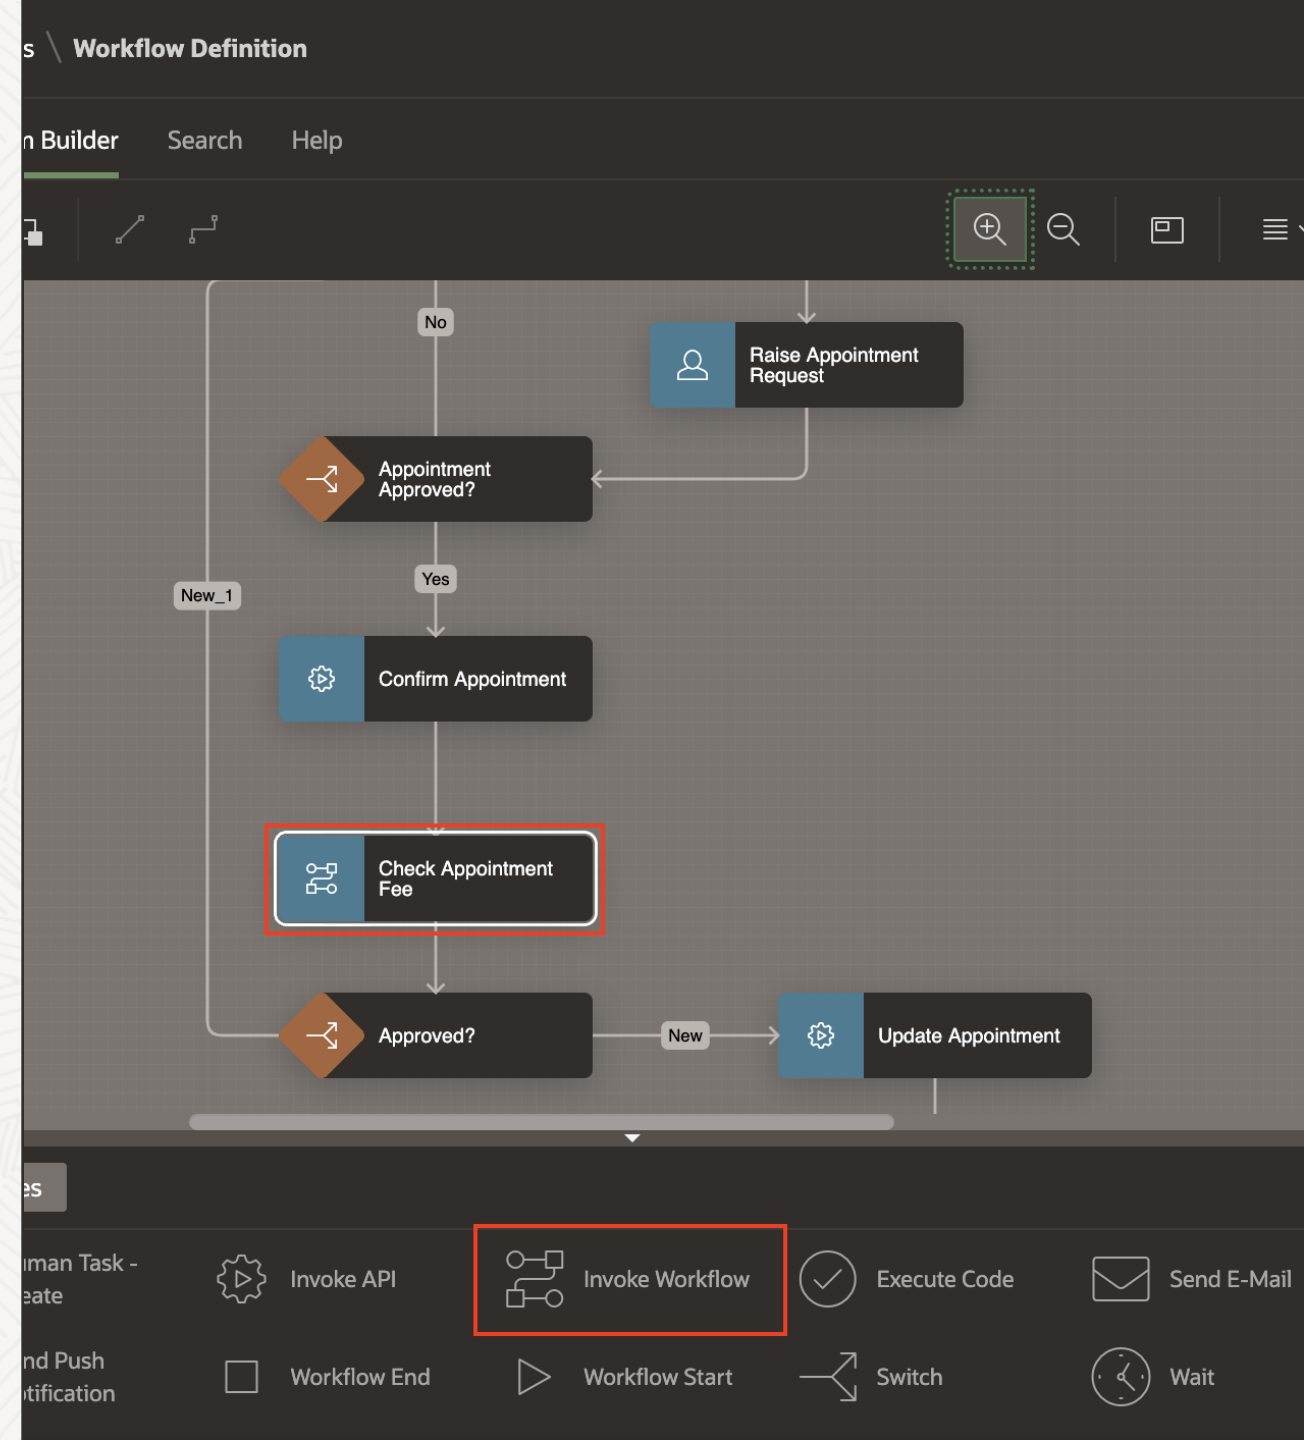 s \ Workflow Definition
n Builder Search Help
No
Raise Appointment
Request
Appointment
Approved?
Yes
New_1
Confirm Appointment
Check Appointment
Fee
Approved?
New
Update Appointment
es
man Task -
eate
Invoke API
Invoke Workflow
Execute Code
Send E-Mail
nd Push
tification
Workflow End
Workflow Start
Switch
Wait